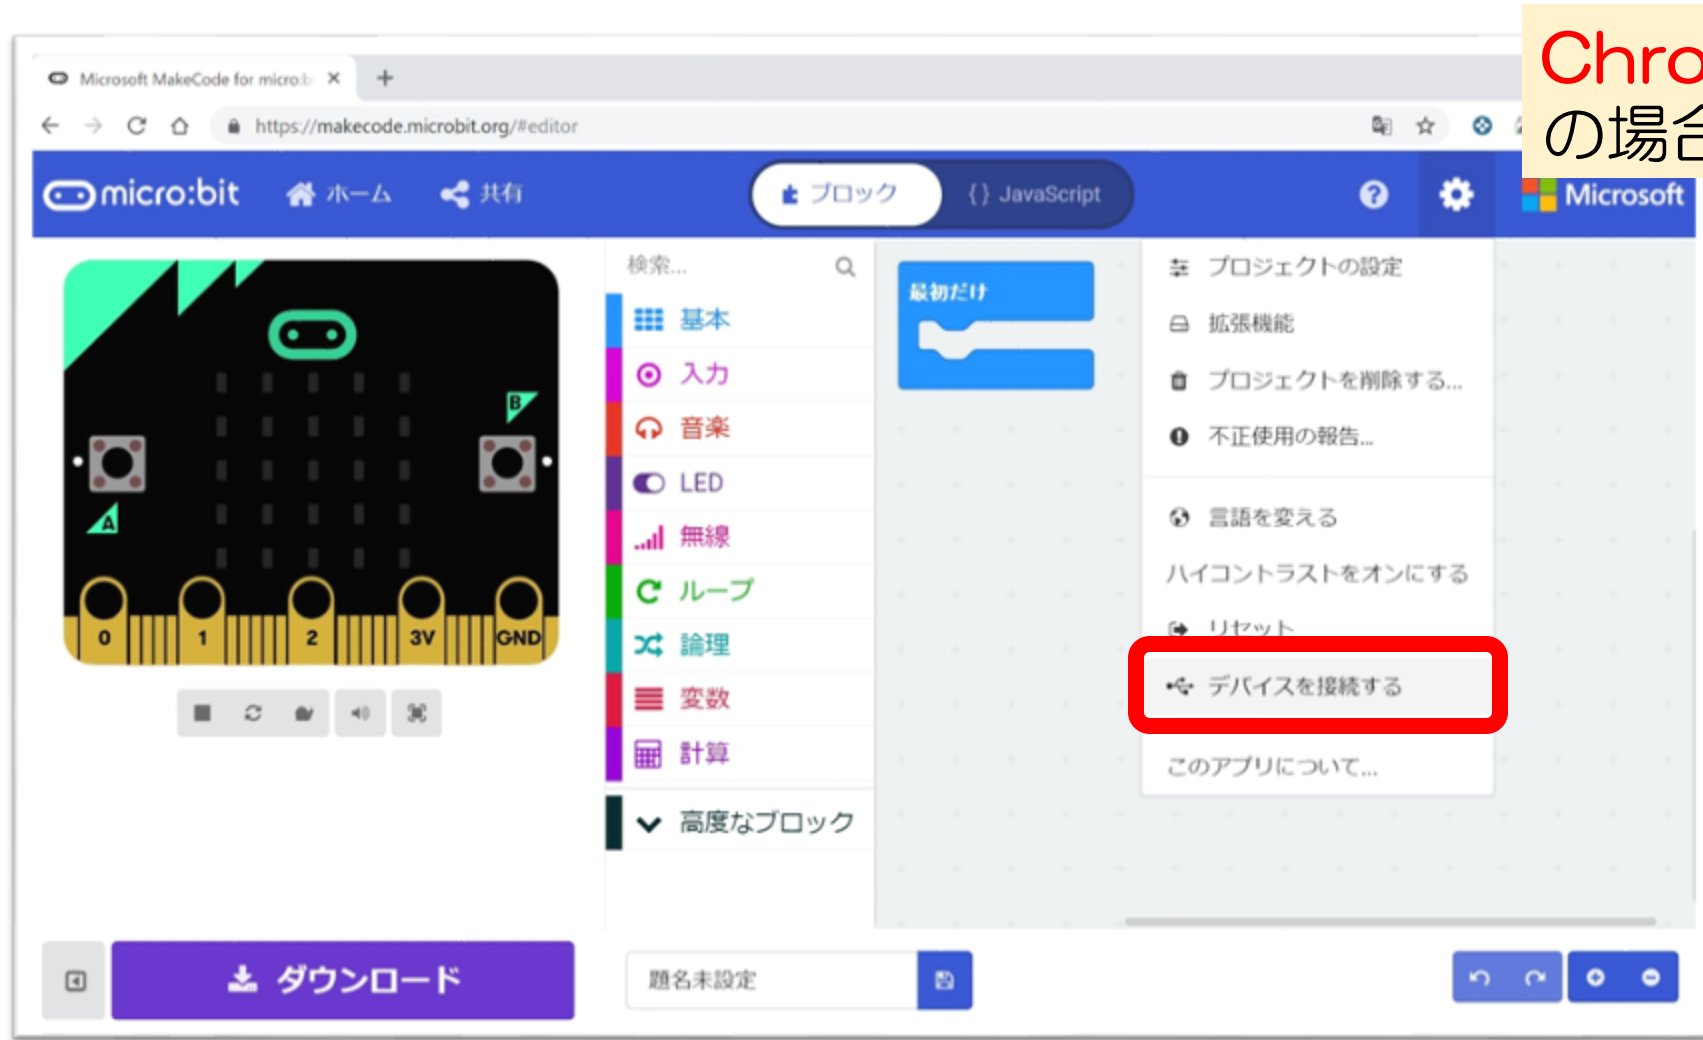 Chro
の場合
Microsoft MakeCode for micro:b
https://makecode.microbit.org/#editor
micro:bit ホーム 共有 ブロック {} JavaScript ? Microsoft
検索...
基本
入力
音楽
LED
無線
ループ
論理
変数
計算
高度なブロック
最初だけ
プロジェクトの設定
拡張機能
プロジェクトを削除する...
不正使用の報告...
言語を変える
ハイコントラストをオンにする
リセット
デバイスを接続する
このアプリについて...
B
A
0 1 2 3V GND
ダウンロード
題名未設定